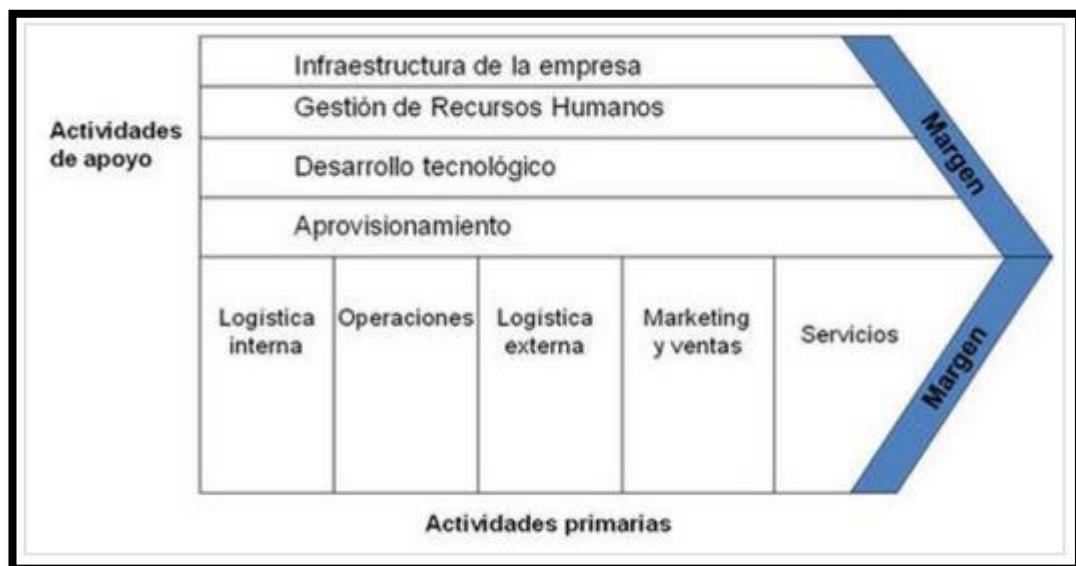 Infraestructura de la empresa
Gestión de Recursos Humanos
Actividades
de apoyo
Desarrollo tecnológico
Aprovisionamiento
Margen
Logística
interna
Operaciones
Logística
externa
Marketing
y ventas
Servicios
Margen
Actividades primarias